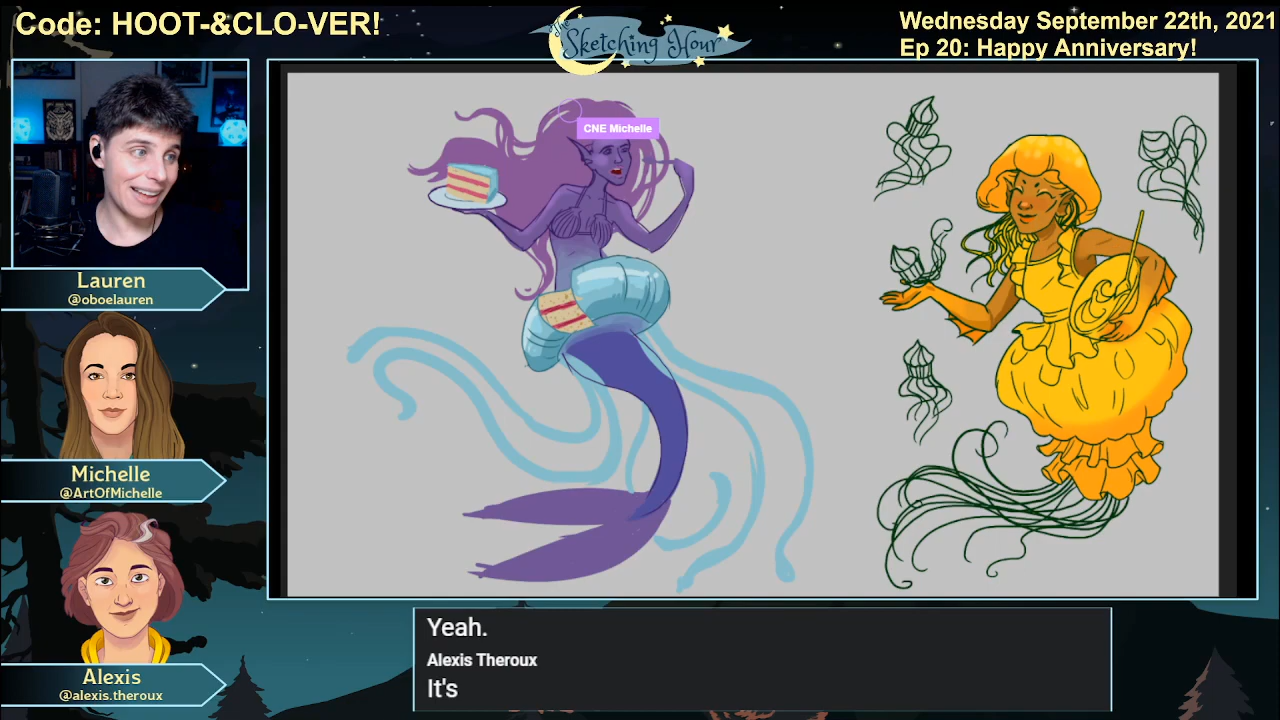 Code: HOOT-&CLO-VER!
The
Sketching Hour
Wednesday September 22th, 2021
Ep 20: Happy Anniversary!
CNE Michelle
Lauren
@oboelauren
Michelle
@ArtOfMichelle
Alexis
@alexis.theroux
Yeah.
Alexis Theroux
It's